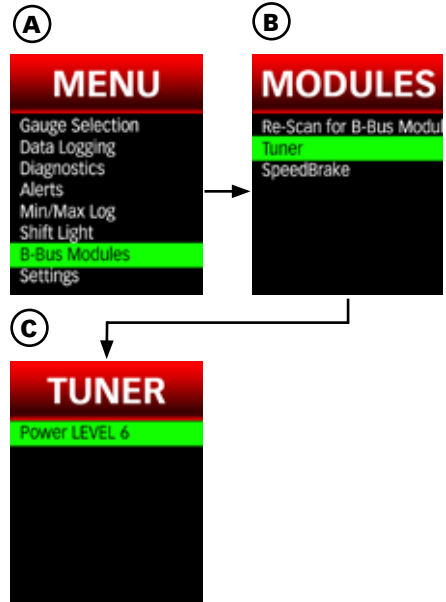 A
MENU
Gauge Selection
Data Logging
Diagnostics
Alerts
Min/Max Log
Shift Light
B-Bus Modules
Settings
B
MODULES
Re-Scan for B-Bus Modul
Tuner
SpeedBrake
C
TUNER
Power LEVEL 6